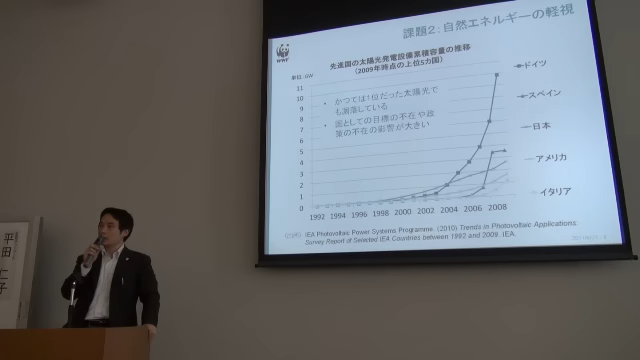 課題2：自然エネルギーの軽視
WWF
先進国の太陽光発電設備累積容量の推移
(2009年時点の上位5カ国)
単位：GW
11
10
9
8
7
6
5
4
3
2
1
0
• かつては1位だった太陽光で
も凋落している
• 国としての目標の不在や政
策の不在の影響が大きい
ドイツ
スペイン
日本
アメリカ
イタリア
1992 1994 1996 1998 2000 2002 2004 2006 2008
IEA Photovoltaic Power Systems Programme. (2010) Trends in Photovoltaic Applications:
Survey Report of Selected IEA Countries between 1992 and 2009. IEA.
平田仁子